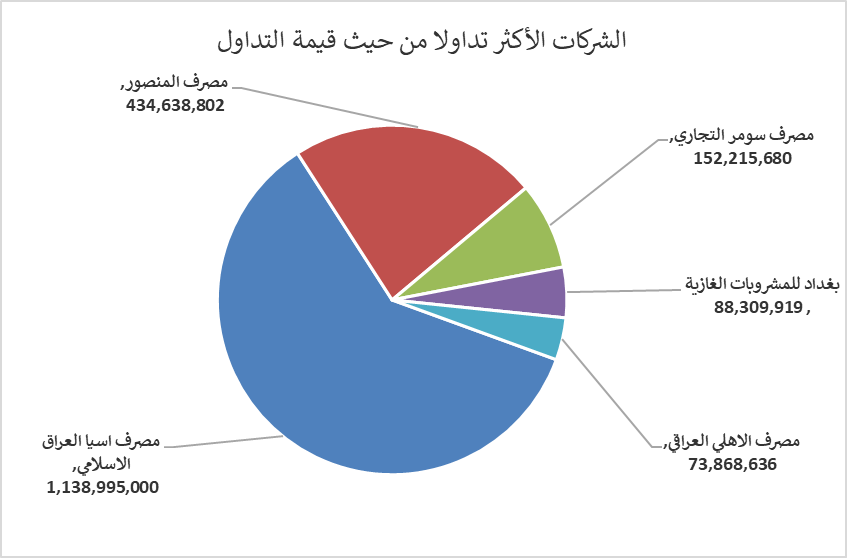 الشركات الأكثر تداولا من حيث قيمة التداول
مصرف المنصور,
434,638,802
مصرف سومر التجاري,
152,215,680
بغداد للمشروبات الغازية
, 88,309,919
مصرف الاهلي العراقي,
73,868,636
مصرف اسيا العراق
الاسلامي,
1,138,995,000